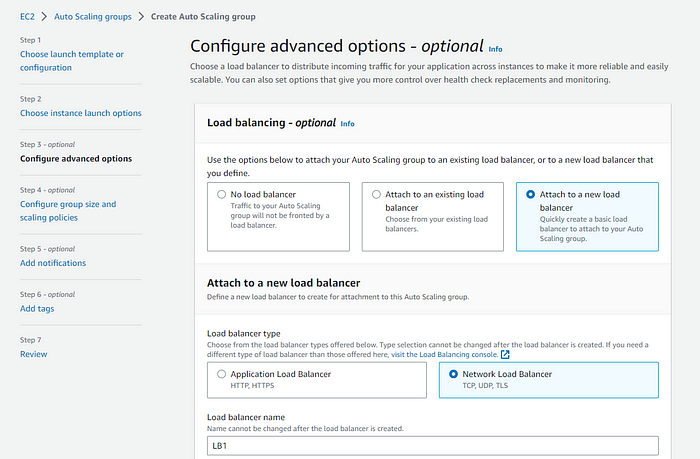 EC2 > Auto Scaling groups > Create Auto Scaling group
Step 1
Choose launch template or
configuration
Step 2
Choose instance launch options
Step 3 - optional
Configure advanced options
Step 4 - optional
Configure group size and
scaling policies
Step 5 - optional
Add notifications
Step 6 - optional
Add tags
Step 7
Review
Configure advanced options - optional Info
Choose a load balancer to distribute incoming traffic for your application across instances to make it more reliable and easily
scalable. You can also set options that give you more control over health check replacements and monitoring.
Load balancing - optional Info
Use the options below to attach your Auto Scaling group to an existing load balancer, or to a new load balancer that
you define.
No load balancer
Traffic to your Auto Scaling
group will not be fronted by a
load balancer.
Attach to an existing load
balancer
Choose from your existing load
balancers.
Attach to a new load
balancer
Quickly create a basic load
balancer to attach to your Auto
Scaling group.
Attach to a new load balancer
Define a new load balancer to create for attachment to this Auto Scaling group.
Load balancer type
Choose from the load balancer types offered below. Type selection cannot be changed after the load balancer is created. If you need a
different type of load balancer than those offered here, visit the Load Balancing console.
Application Load Balancer
HTTP, HTTPS
Network Load Balancer
TCP, UDP, TLS
Load balancer name
Name cannot be changed after the load balancer is created.
LB1